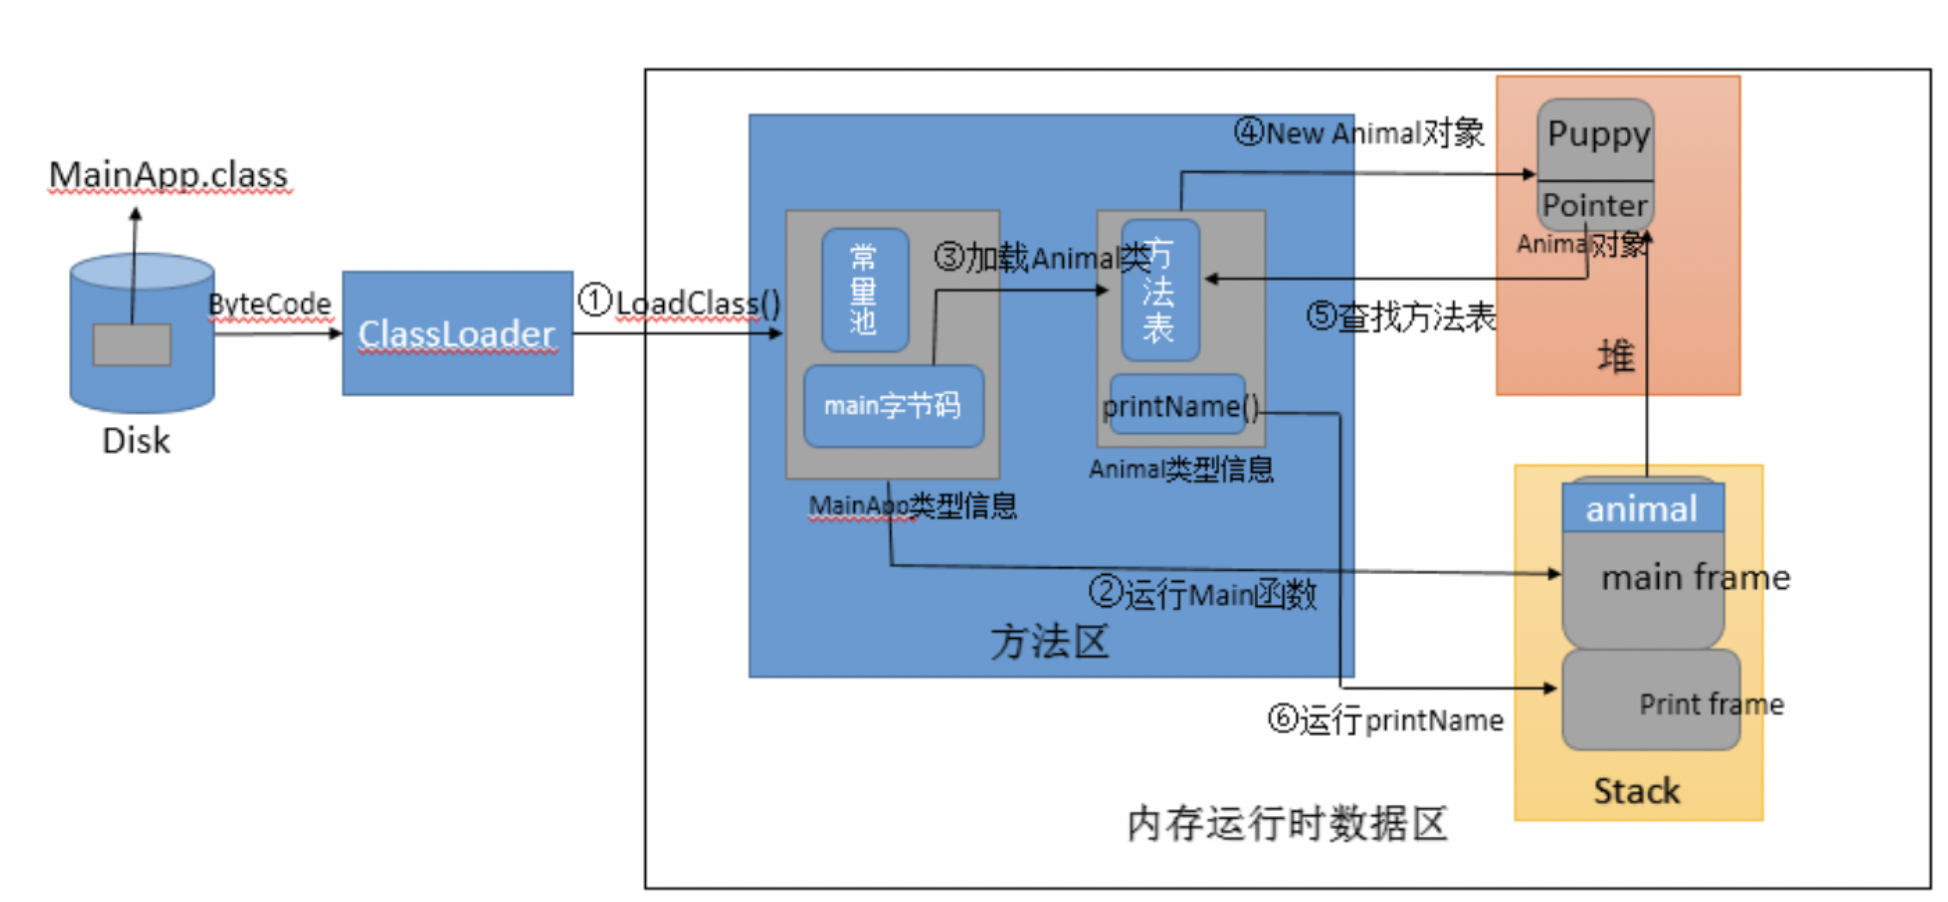 MainApp.class
Disk
ByteCode
ClassLoader
①LoadClass()
常量池
main字节码
MainApp类型信息
③加载Animal类
方法表
printName()
Animal类型信息
②运行Main函数
方法区
④New Animal对象
Puppy
Pointer
Animal对象
⑤查找方法表
堆
animal
main frame
Print frame
⑥运行printName
Stack
内存运行时数据区